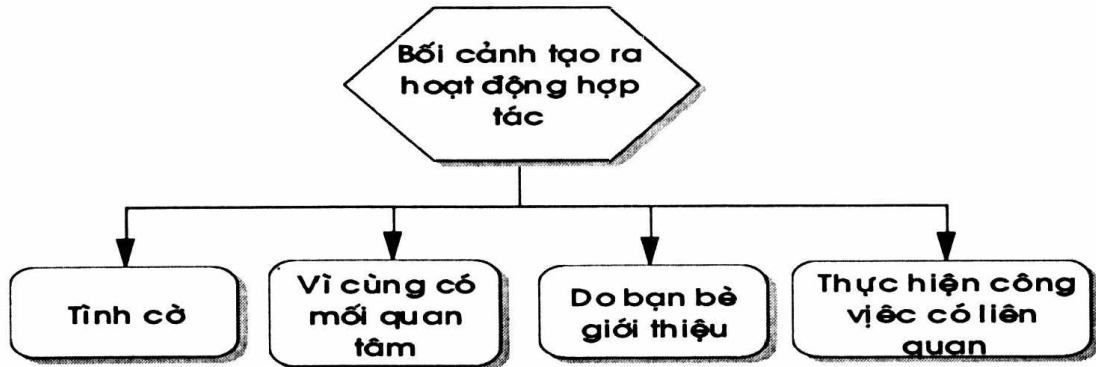 Bối cảnh tạo ra
hoạt động hợp
tác
Tình cờ
Vì cùng có
mối quan
tâm
Do bạn bè
giới thiệu
Thực hiện công
việc có liên
quan